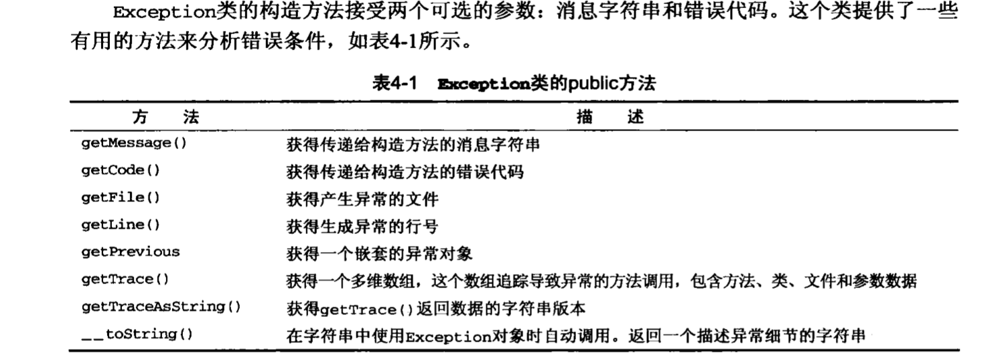 Exception类的构造方法接受两个可选的参数：消息字符串和错误代码。这个类提供了一些
有用的方法来分析错误条件，如表4-1所示。
表4-1 Exception类的public方法
方 法 描 述
getMessage() 获得传递给构造方法的消息字符串
getCode() 获得传递给构造方法的错误代码
getFile() 获得产生异常的文件
getLine() 获得生成异常的行号
getPrevious 获得一个嵌套的异常对象
getTrace() 获得一个多维数组，这个数组追踪导致异常的方法调用，包含方法、类、文件和参数数据
getTraceAsString() 获得getTrace()返回数据的字符串版本
__toString() 在字符串中使用Exception对象时自动调用。返回一个描述异常细节的字符串